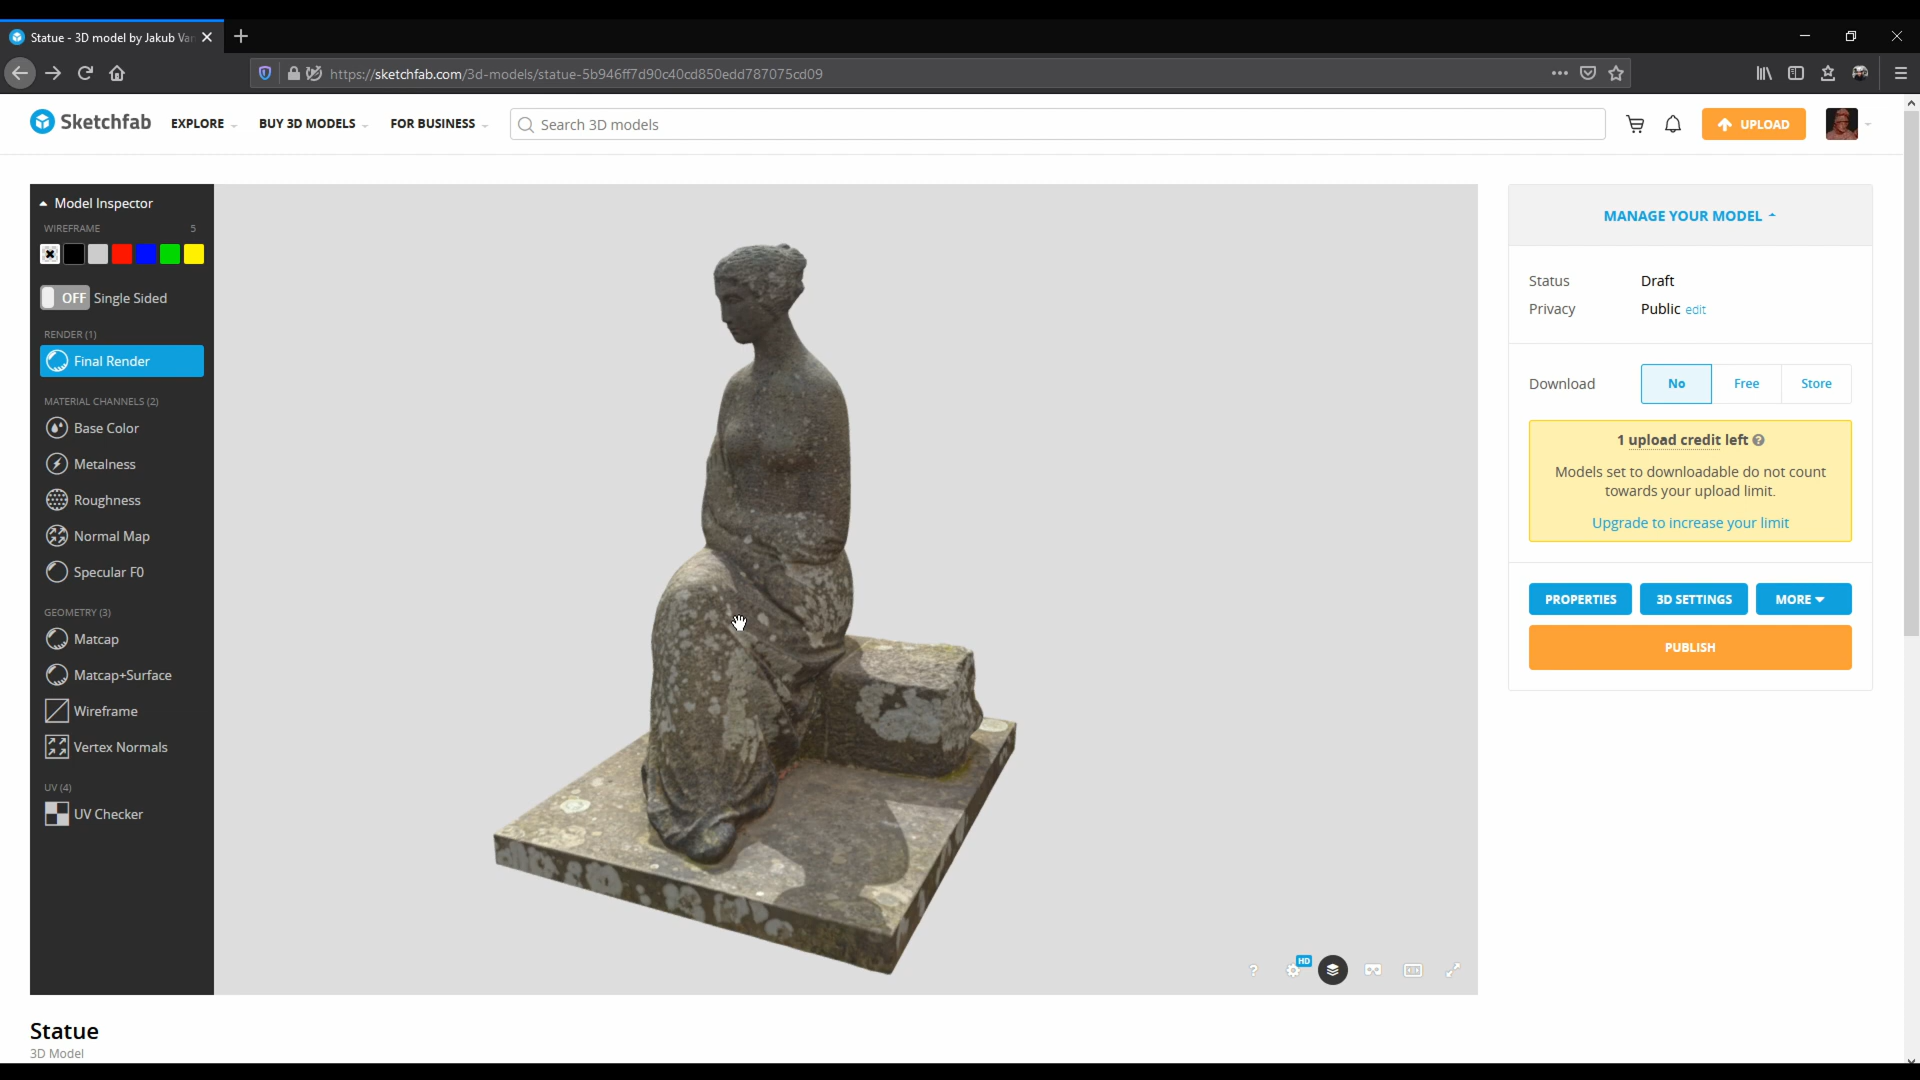 Statue - 3D model by Jakub Var
https://sketchfab.com/3d-models/statue-5b946ff7d90c40cd850edd787075cd09
Sketchfab EXPLORE BUY 3D MODELS FOR BUSINESS Search 3D models UPLOAD
Model Inspector
WIREFRAME 5
OFF Single Sided
RENDER (1)
Final Render
MATERIAL CHANNELS (2)
Base Color
Metalness
Roughness
Normal Map
Specular F0
GEOMETRY (3)
Matcap
Matcap+Surface
Wireframe
Vertex Normals
UV (4)
UV Checker
? HD
MANAGE YOUR MODEL
Status Draft
Privacy Public edit
Download No Free Store
1 upload credit left ?
Models set to downloadable do not count
towards your upload limit.
Upgrade to increase your limit
PROPERTIES 3D SETTINGS MORE
PUBLISH
Statue
3D Model